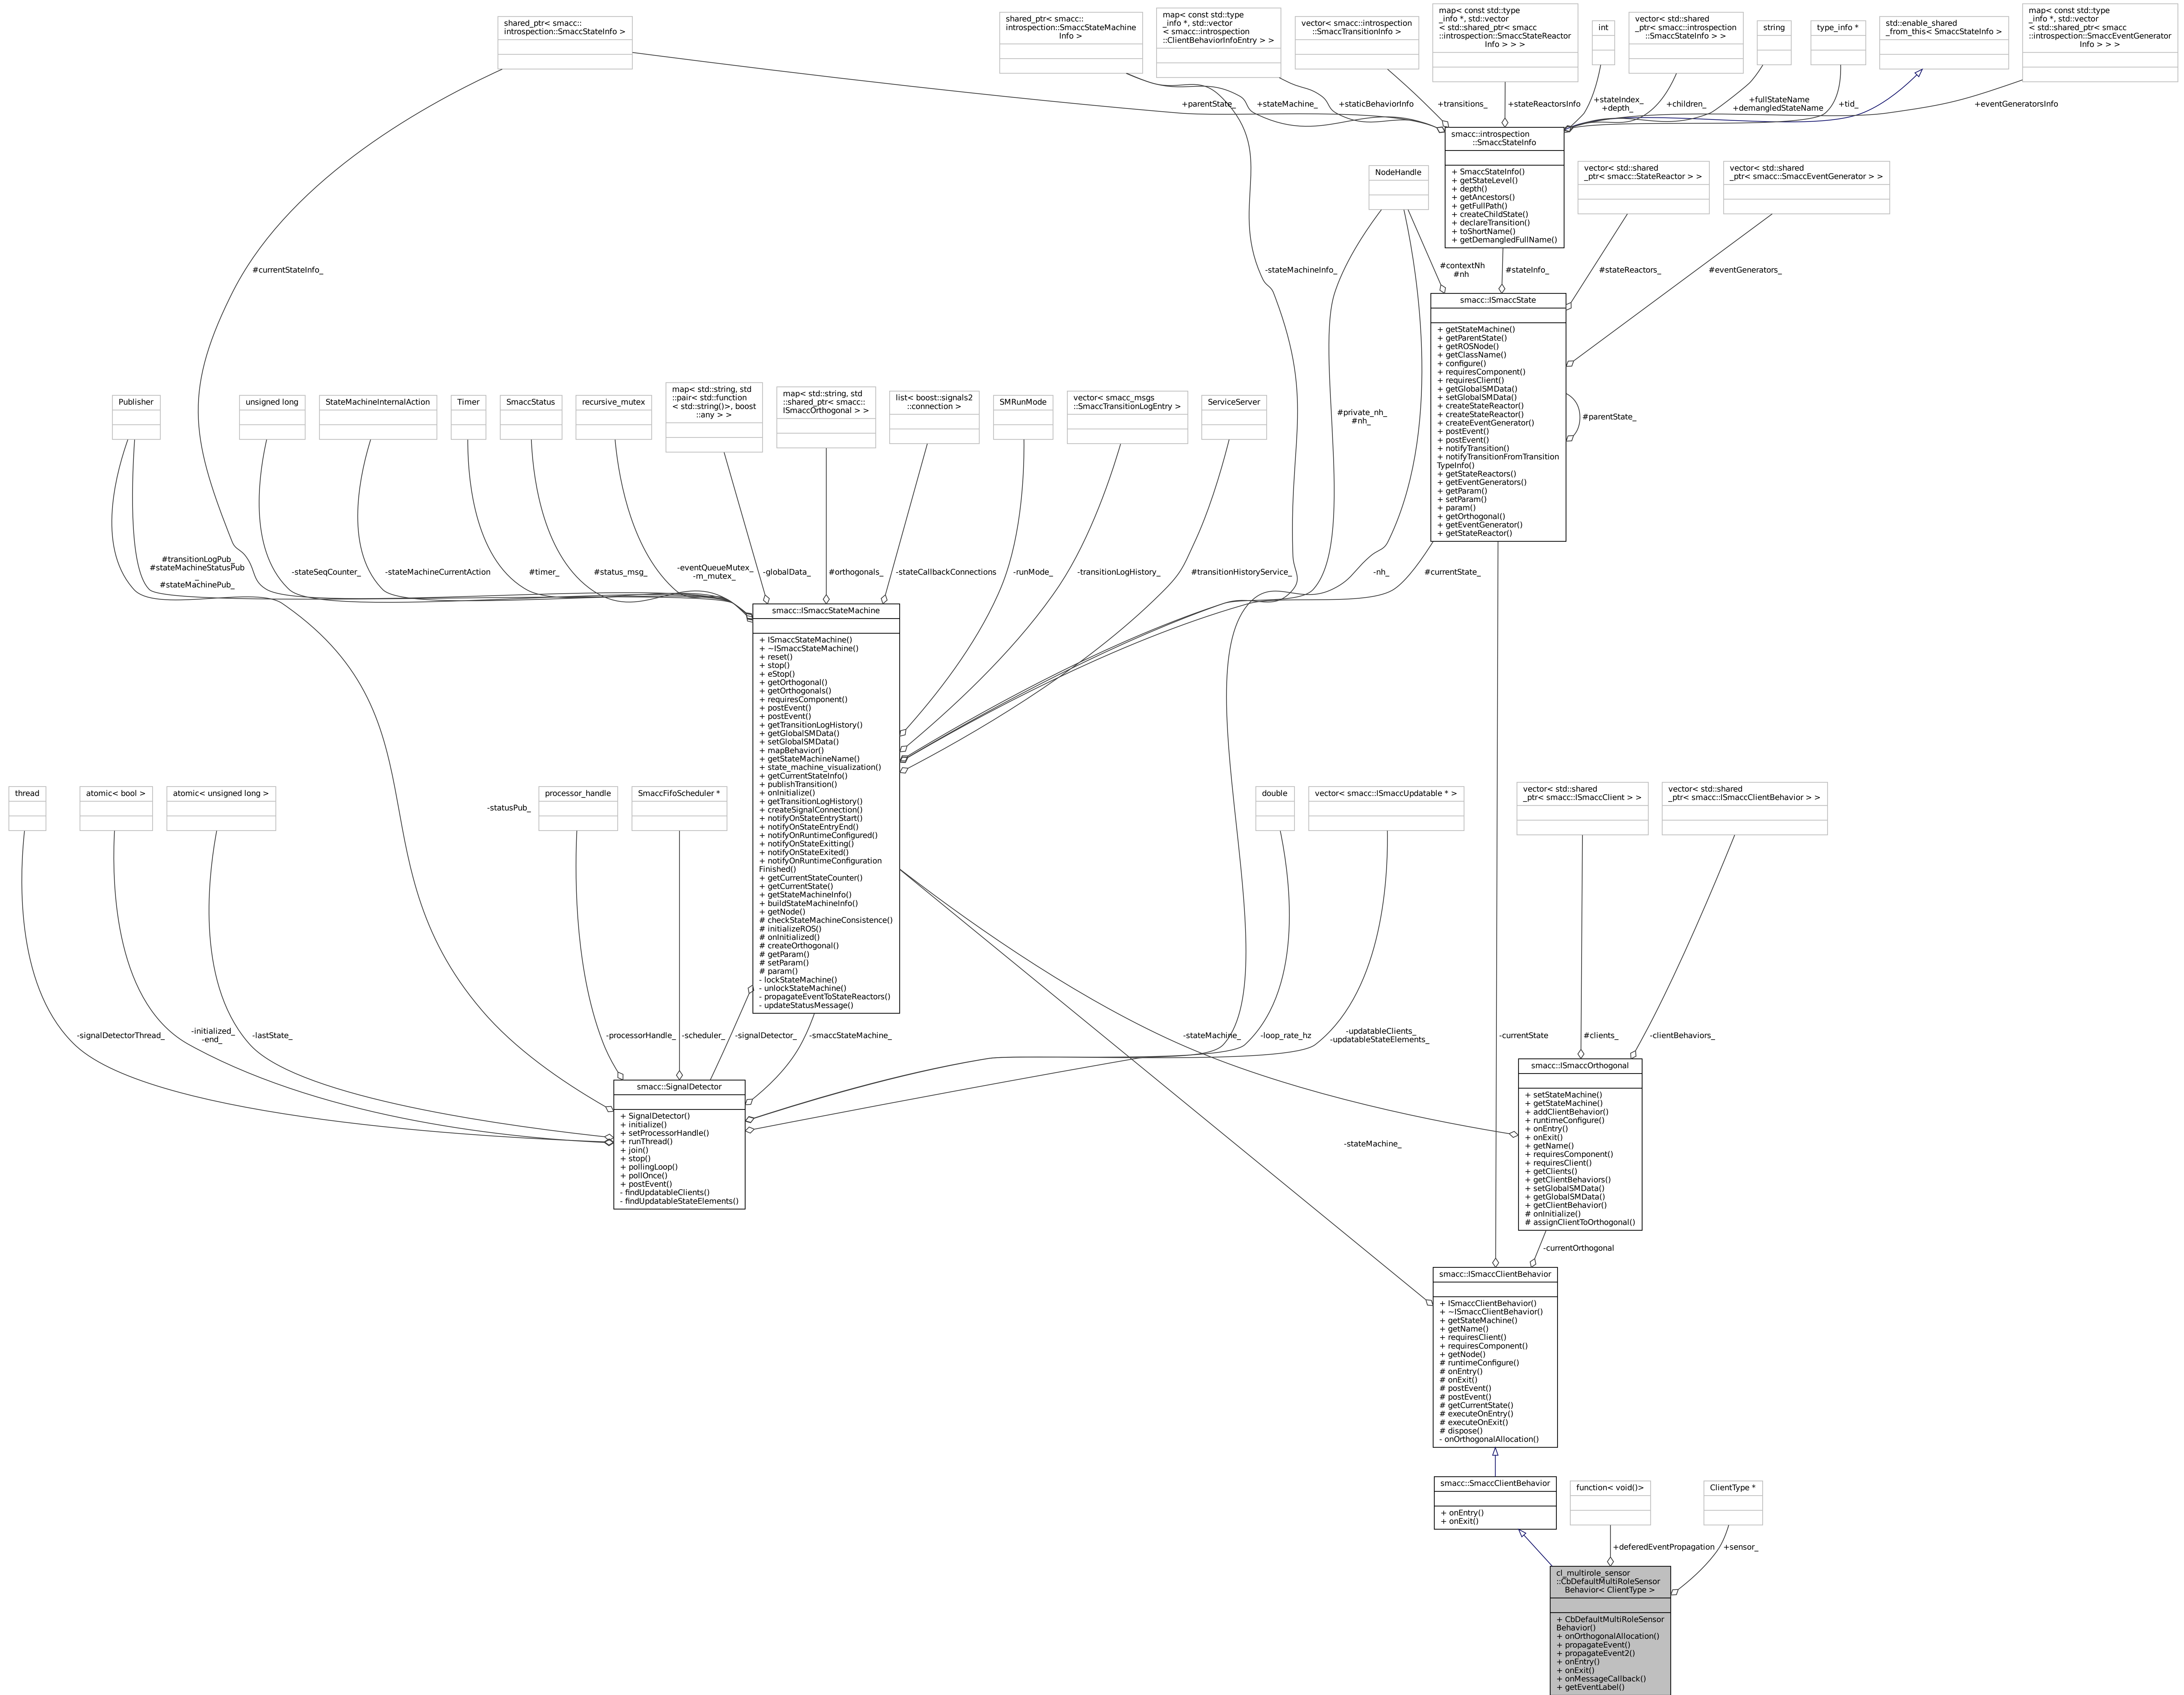 shared_ptr< smacc::
introspection::SmaccStateInfo >
shared_ptr< smacc::
introspection::SmaccStateMachine
Info >
map< const std::type
_info *, std::vector
< smacc::introspection
::ClientBehaviorInfoEntry > >
vector< smacc::introspection
::SmaccTransitionInfo >
map< const std::type
_info *, std::vector
< std::shared_ptr< smacc
::introspection::SmaccStateReactor
Info > > >
int
vector< std::shared
_ptr< smacc::introspection
::SmaccStateInfo > >
string
type_info *
std::enable_shared
_from_this< SmaccStateInfo >
map< const std::type
_info *, std::vector
< std::shared_ptr< smacc
::introspection::SmaccEventGenerator
Info > > >
+parentState_
+stateMachine_
+staticBehaviorInfo
+transitions_
+stateReactorsInfo
+stateIndex_
+depth_
+children_
+fullStateName
+demangledStateName
+tid_
+eventGeneratorsInfo
smacc::introspection
::SmaccStateInfo
+ SmaccStateInfo()
+ getStateLevel()
+ depth()
+ getAncestors()
+ getFullPath()
+ createChildState()
+ declareTransition()
+ toShortName()
+ getDemangledFullName()
NodeHandle
vector< std::shared
_ptr< smacc::StateReactor > >
vector< std::shared
_ptr< smacc::SmaccEventGenerator > >
#currentStateInfo_
-stateMachineInfo_
#contextNh
#nh
#stateInfo_
#stateReactors_
#eventGenerators_
smacc::ISmaccState
+ getStateMachine()
+ getParentState()
+ getROSNode()
+ getClassName()
+ configure()
+ requiresComponent()
+ requiresClient()
+ getGlobalSMData()
+ setGlobalSMData()
+ createStateReactor()
+ createStateReactor()
+ createEventGenerator()
+ postEvent()
+ postEvent()
+ notifyTransition()
+ notifyTransitionFromTransition
TypeInfo()
+ getStateReactors()
+ getEventGenerators()
+ getParam()
+ setParam()
+ param()
+ getOrthogonal()
+ getEventGenerator()
+ getStateReactor()
#parentState_
Publisher
unsigned long
StateMachineInternalAction
Timer
SmaccStatus
recursive_mutex
map< std::string, std
::pair< std::function
< std::string()>, boost
::any > >
map< std::string, std
::shared_ptr< smacc::
ISmaccOrthogonal > >
list< boost::signals2
::connection >
SMRunMode
vector< smacc_msgs
::SmaccTransitionLogEntry >
ServiceServer
#private_nh_
#nh_
#transitionLogPub_
#stateMachineStatusPub
_
#stateMachinePub_
-stateSeqCounter_
-stateMachineCurrentAction
#timer_
#status_msg_
-eventQueueMutex_
-m_mutex_
-globalData_
#orthogonals_
-stateCallbackConnections
-runMode_
-transitionLogHistory_
#transitionHistoryService_
-nh_
#currentState_
smacc::ISmaccStateMachine
+ ISmaccStateMachine()
+ ~ISmaccStateMachine()
+ reset()
+ stop()
+ eStop()
+ getOrthogonal()
+ getOrthogonals()
+ requiresComponent()
+ postEvent()
+ postEvent()
+ getTransitionLogHistory()
+ getGlobalSMData()
+ setGlobalSMData()
+ mapBehavior()
+ getStateMachineName()
+ state_machine_visualization()
+ getCurrentStateInfo()
+ publishTransition()
+ onInitialize()
+ getTransitionLogHistory()
+ createSignalConnection()
+ notifyOnStateEntryStart()
+ notifyOnStateEntryEnd()
+ notifyOnRuntimeConfigured()
+ notifyOnStateExitting()
+ notifyOnStateExited()
+ notifyOnRuntimeConfiguration
Finished()
+ getCurrentStateCounter()
+ getCurrentState()
+ getStateMachineInfo()
+ buildStateMachineInfo()
+ getNode()
# checkStateMachineConsistence()
# initializeROS()
# onInitialized()
# createOrthogonal()
# getParam()
# setParam()
# param()
- lockStateMachine()
- unlockStateMachine()
- propagateEventToStateReactors()
- updateStatusMessage()
thread
atomic< bool >
atomic< unsigned long >
-statusPub_
processor_handle
SmaccFifoScheduler *
double
vector< smacc::ISmaccUpdatable * >
vector< std::shared
_ptr< smacc::ISmaccClient > >
vector< std::shared
_ptr< smacc::ISmaccClientBehavior > >
-signalDetectorThread_
-initialized_
-end_
-lastState_
-processorHandle_
-scheduler_
-signalDetector_
-smaccStateMachine_
-stateMachine_
-loop_rate_hz
-updatableClients_
-updatableStateElements_
-currentState
#clients_
-clientBehaviors_
smacc::SignalDetector
+ SignalDetector()
+ initialize()
+ setProcessorHandle()
+ runThread()
+ join()
+ stop()
+ pollingLoop()
+ pollOnce()
+ postEvent()
- findUpdatableClients()
- findUpdatableStateElements()
smacc::ISmaccOrthogonal
+ setStateMachine()
+ getStateMachine()
+ addClientBehavior()
+ runtimeConfigure()
+ onEntry()
+ onExit()
+ getName()
+ requiresComponent()
+ requiresClient()
+ getClients()
+ getClientBehaviors()
+ setGlobalSMData()
+ getGlobalSMData()
+ getClientBehavior()
# onInitialize()
# assignClientToOrthogonal()
-stateMachine_
-currentOrthogonal
smacc::ISmaccClientBehavior
+ ISmaccClientBehavior()
+ ~ISmaccClientBehavior()
+ getStateMachine()
+ getName()
+ requiresClient()
+ requiresComponent()
+ getNode()
# runtimeConfigure()
# onEntry()
# onExit()
# postEvent()
# postEvent()
# getCurrentState()
# executeOnEntry()
# executeOnExit()
# dispose()
- onOrthogonalAllocation()
smacc::SmaccClientBehavior
+ onEntry()
+ onExit()
function< void()>
ClientType *
+deferedEventPropagation
+sensor_
cl_multirole_sensor
::CbDefaultMultiRoleSensor
Behavior< ClientType >
+ CbDefaultMultiRoleSensor
Behavior()
+ onOrthogonalAllocation()
+ propagateEvent()
+ propagateEvent2()
+ onEntry()
+ onExit()
+ onMessageCallback()
+ getEventLabel()